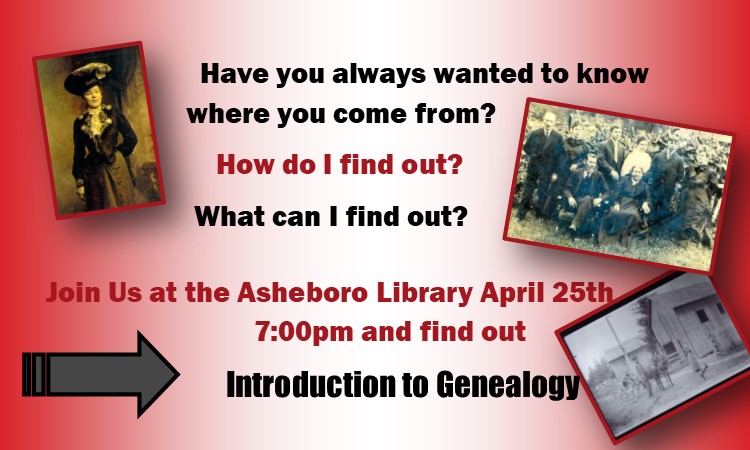 Have you always wanted to know
where you come from?
How do I find out?
What can I find out?
Join Us at the Asheboro Library April 25th
7:00pm and find out
Introduction to Genealogy